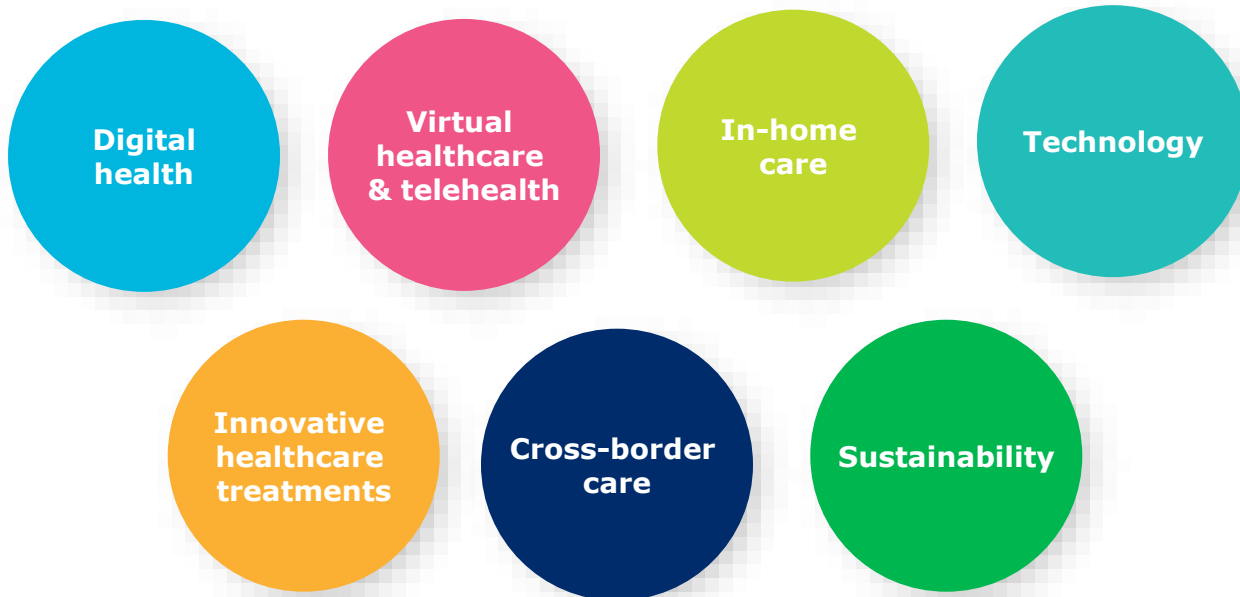 Digital
health
Virtual
healthcare
& telehealth
In-home
care
Technology
Innovative
healthcare
treatments
Cross-border
care
Sustainability